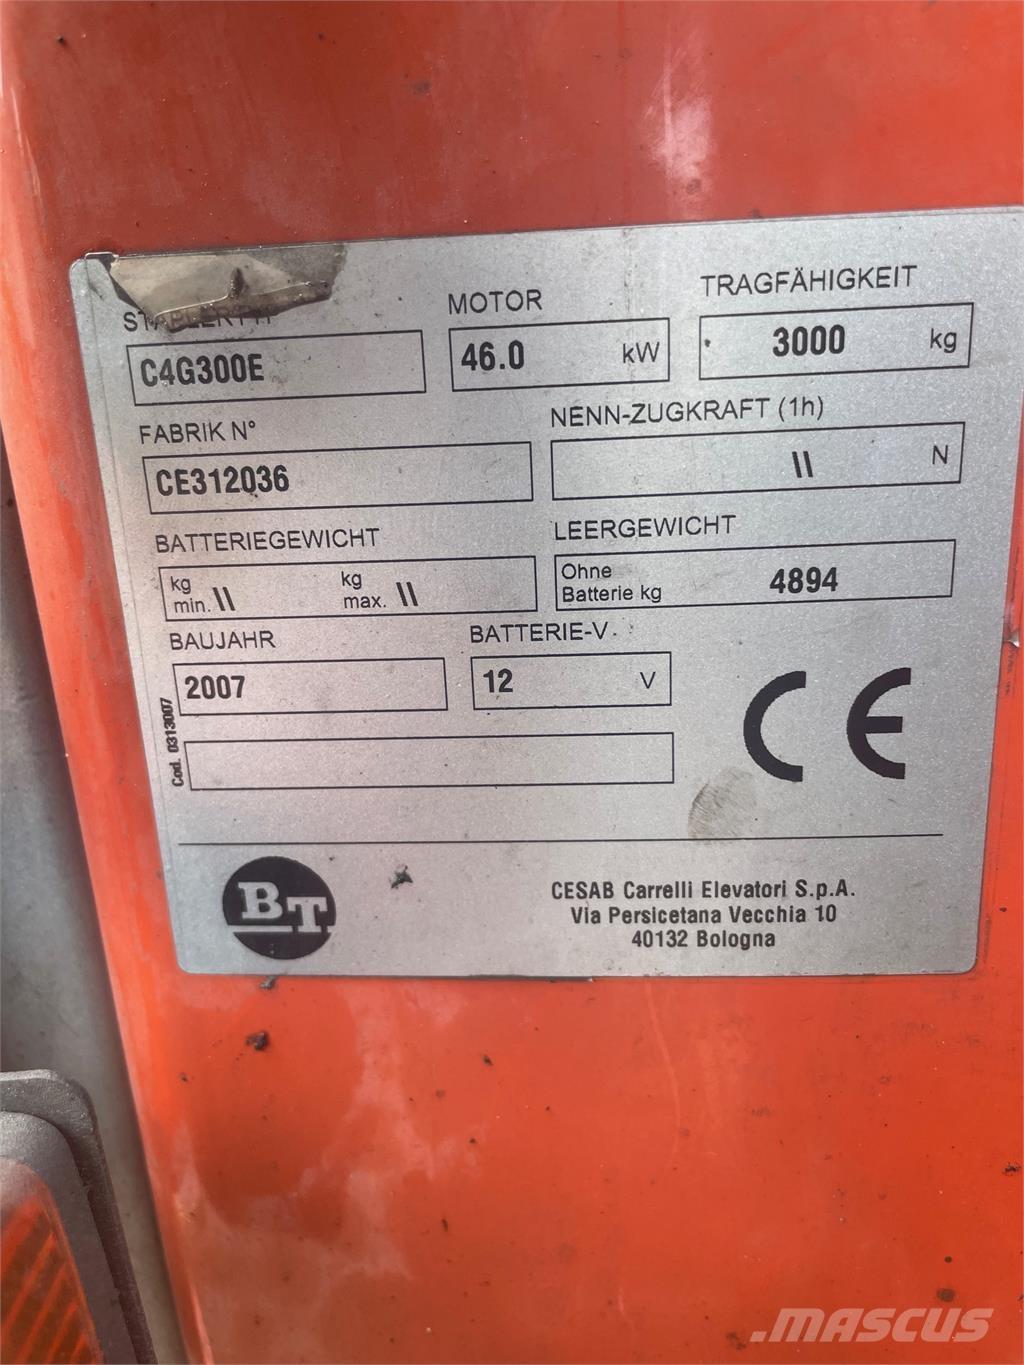 MOTOR
TRAGFÄHIGKEIT
C4G300E
46.0 kW
3000 kg
FABRIK N°
NENN-ZUGKRAFT (1h)
CE312036
\\ N
BATTERIEGEWICHT
LEERGEWICHT
kg min. \\ kg max. \\
Ohne
Batterie kg 4894
BAUJAHR
BATTERIE-V
2007
12 V
Cod. 0313007
CE
BT
CESAB Carrelli Elevatori S.p.A.
Via Persicetana Vecchia 10
40132 Bologna
MASCUS